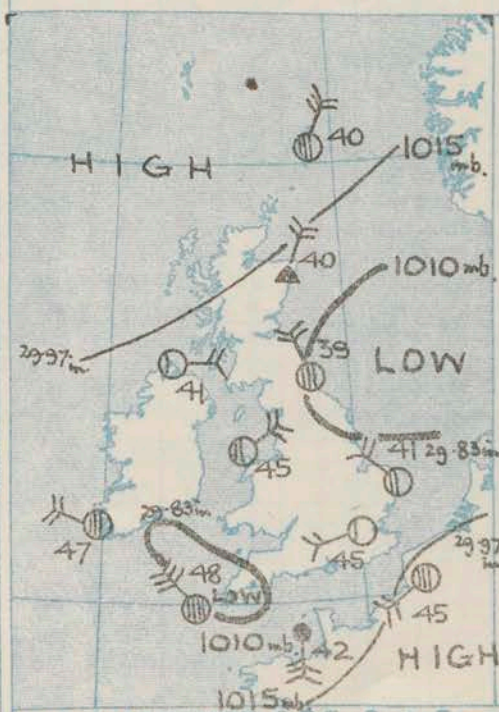 40
HIGH
1015
mb.
40
1010 mb.
29.97
in
39
LOW
41
45
41 29.83 in
29.83 in
47
45
29.97
in
48
LOW
45
1010 mb.
42
HIGH
1015 mb.